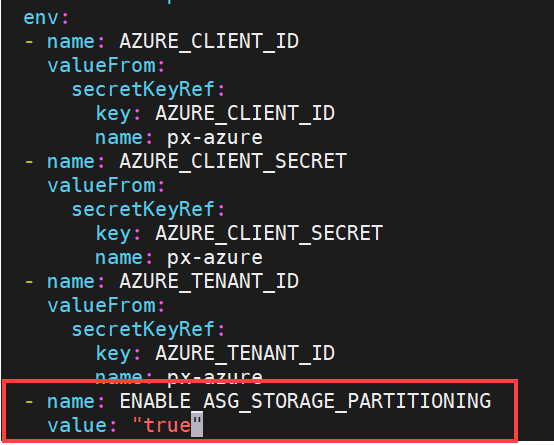 env:
- name: AZURE_CLIENT_ID
  valueFrom:
    secretKeyRef:
      key: AZURE_CLIENT_ID
      name: px-azure
- name: AZURE_CLIENT_SECRET
  valueFrom:
    secretKeyRef:
      key: AZURE_CLIENT_SECRET
      name: px-azure
- name: AZURE_TENANT_ID
  valueFrom:
    secretKeyRef:
      key: AZURE_TENANT_ID
      name: px-azure
- name: ENABLE_ASG_STORAGE_PARTITIONING
  value: "true"